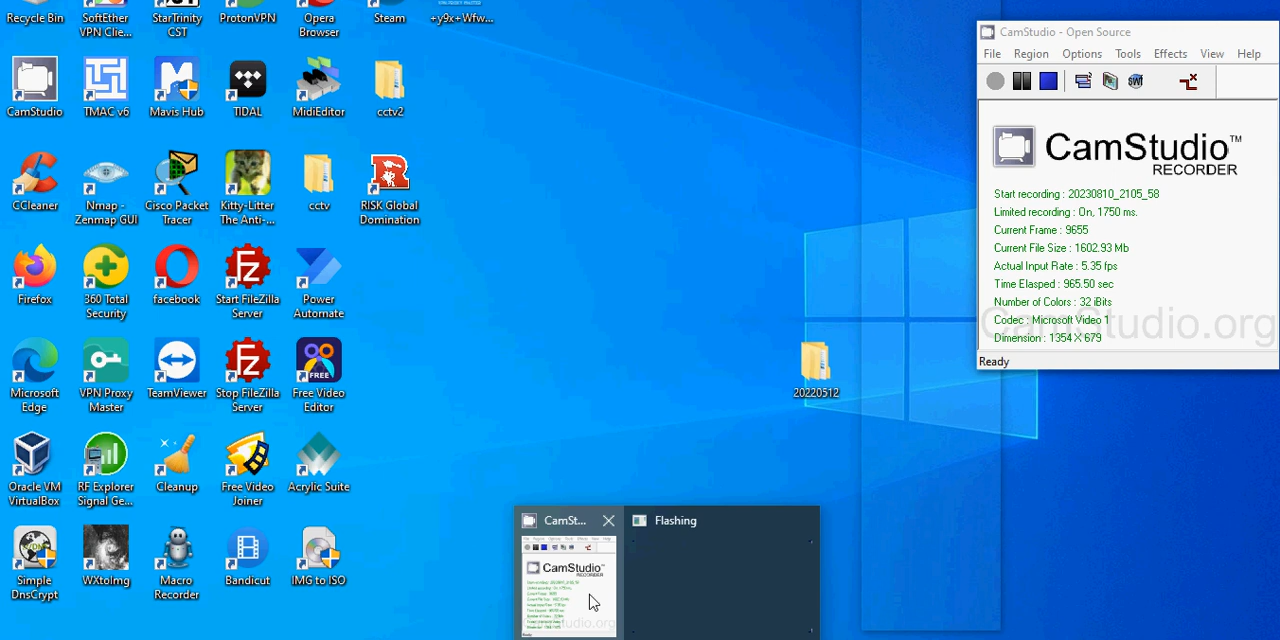 Recycle Bin
SoftEther
VPN Clie...
StarTrinity
CST
ProtonVPN
Opera
Browser
Steam
+y9x+Wfw...
CamStudio
TMAC v6
Mavis Hub
TIDAL
MidiEditor
cctv2
CCleaner
Nmap -
Zenmap GUI
Cisco Packet
Tracer
Kitty-Litter
The Anti-...
cctv
RISK Global
Domination
Firefox
360 Total
Security
facebook
Start FileZilla
Server
Power
Automate
Microsoft
Edge
VPN Proxy
Master
TeamViewer
Stop FileZilla
Server
FREE
Free Video
Editor
Oracle VM
VirtualBox
RF Explorer
Signal Ge...
Cleanup
Free Video
Joiner
Acrylic Suite
Simple
DnsCrypt
WXtoImg
Macro
Recorder
Bandicut
IMG to ISO
20220512
CamStudio - Open Source
File Region Options Tools Effects View Help
SWF
CamStudio™
RECORDER
Start recording : 20230810_2105_58
Limited recording : On, 1750 ms.
Current Frame : 9655
Current File Size : 1602.93 Mb
Actual Input Rate : 5.35 fps
Time Elasped : 965.50 sec
Number of Colors : 32 iBits
Codec : Microsoft Video 1
Dimension : 1354 X 679
CamStudio.org
Ready
CamSt...
Flashing
CamStudio
RECORDER